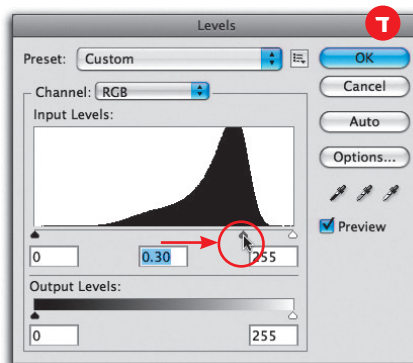 Levels
T
Preset: Custom
OK
Channel: RGB
Cancel
Input Levels:
Auto
Options...
Preview
0 0.30 255
Output Levels:
0 255